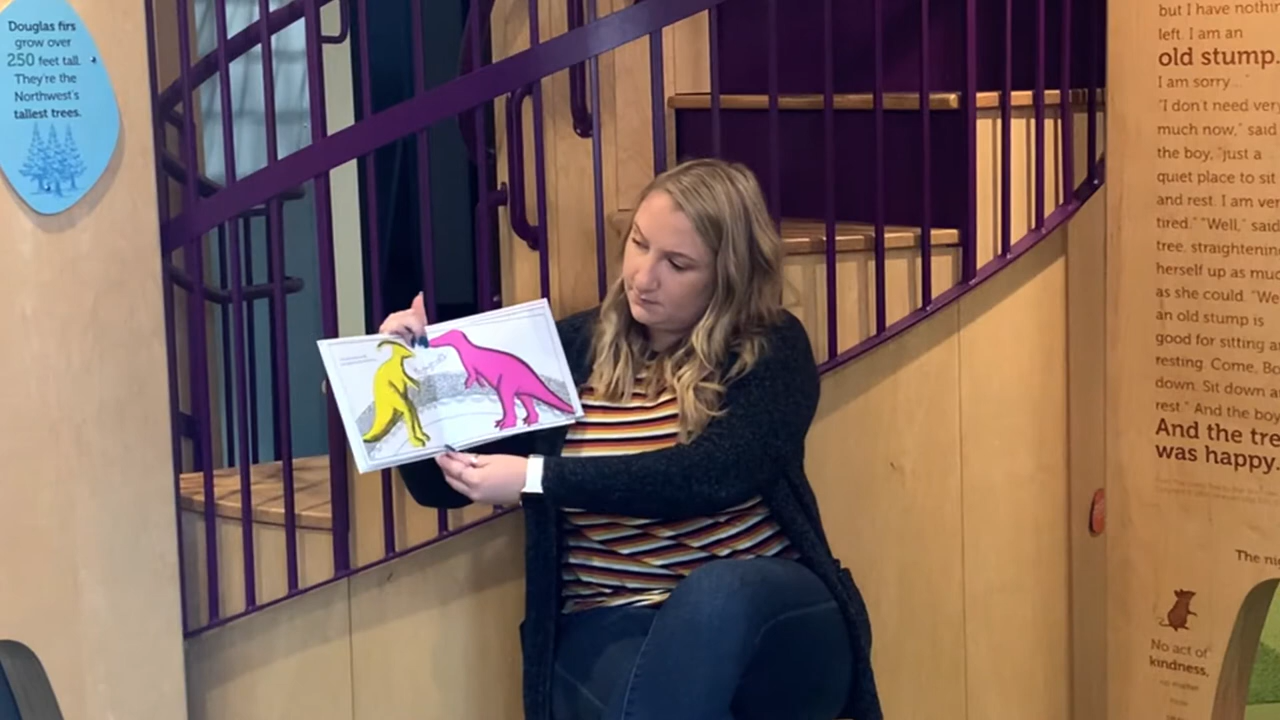 Douglas firs
grow over
250 feet tall.
They're the
Northwest's
tallest trees.
but I have nothin
left. I am an
old stump.
I am sorry...”
“I don't need very
much now,” said
the boy, “just a
quiet place to sit
and rest. I am ver
tired.” “Well,” said
tree, straightenin
herself up as muc
as she could. “We
an old stump is
good for sitting a
resting. Come, Bo
down. Sit down a
rest.” And the boy
And the tre
was happy.
The ni
No act of
kindness,
no matter